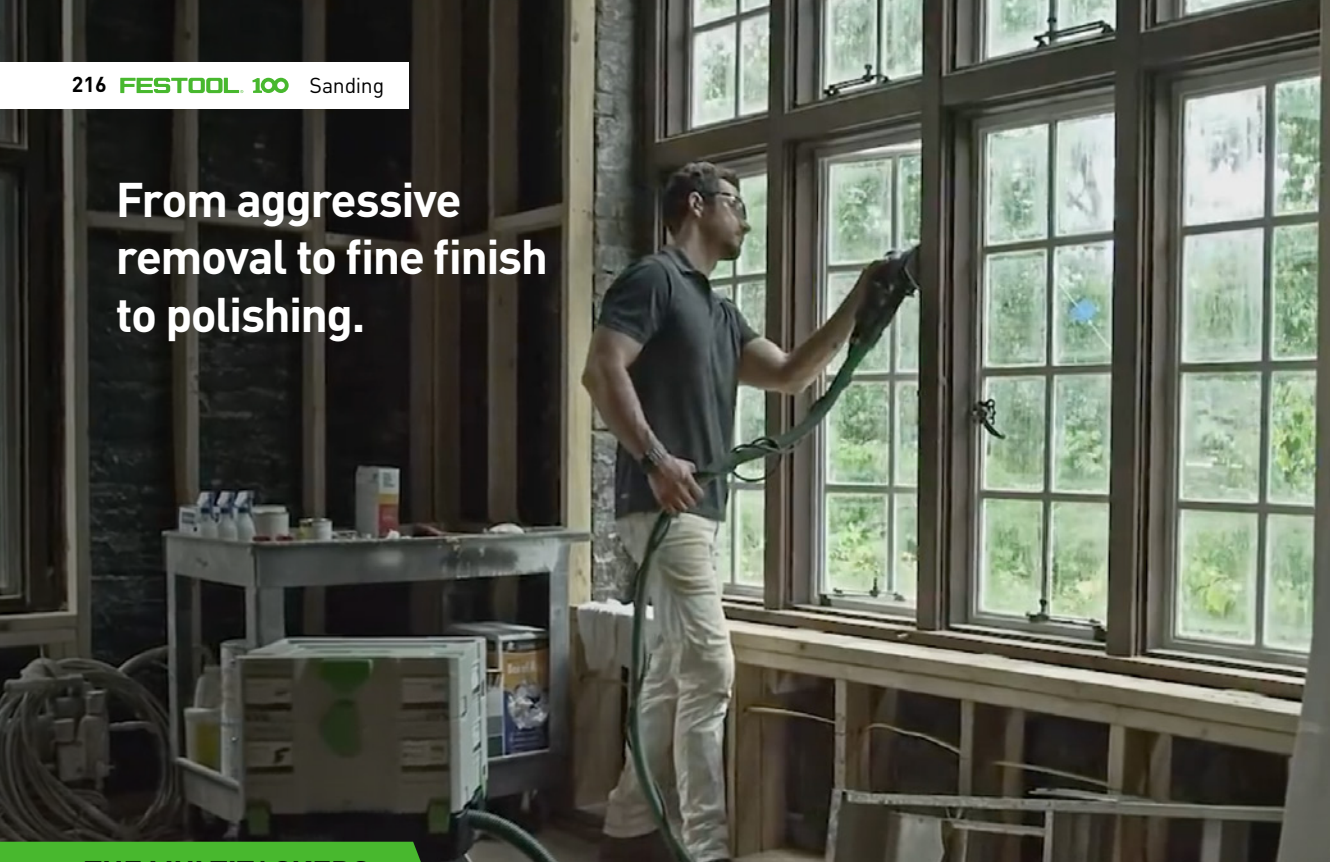 216 FESTOOL 100 Sanding
From aggressive
removal to fine finish
to polishing.